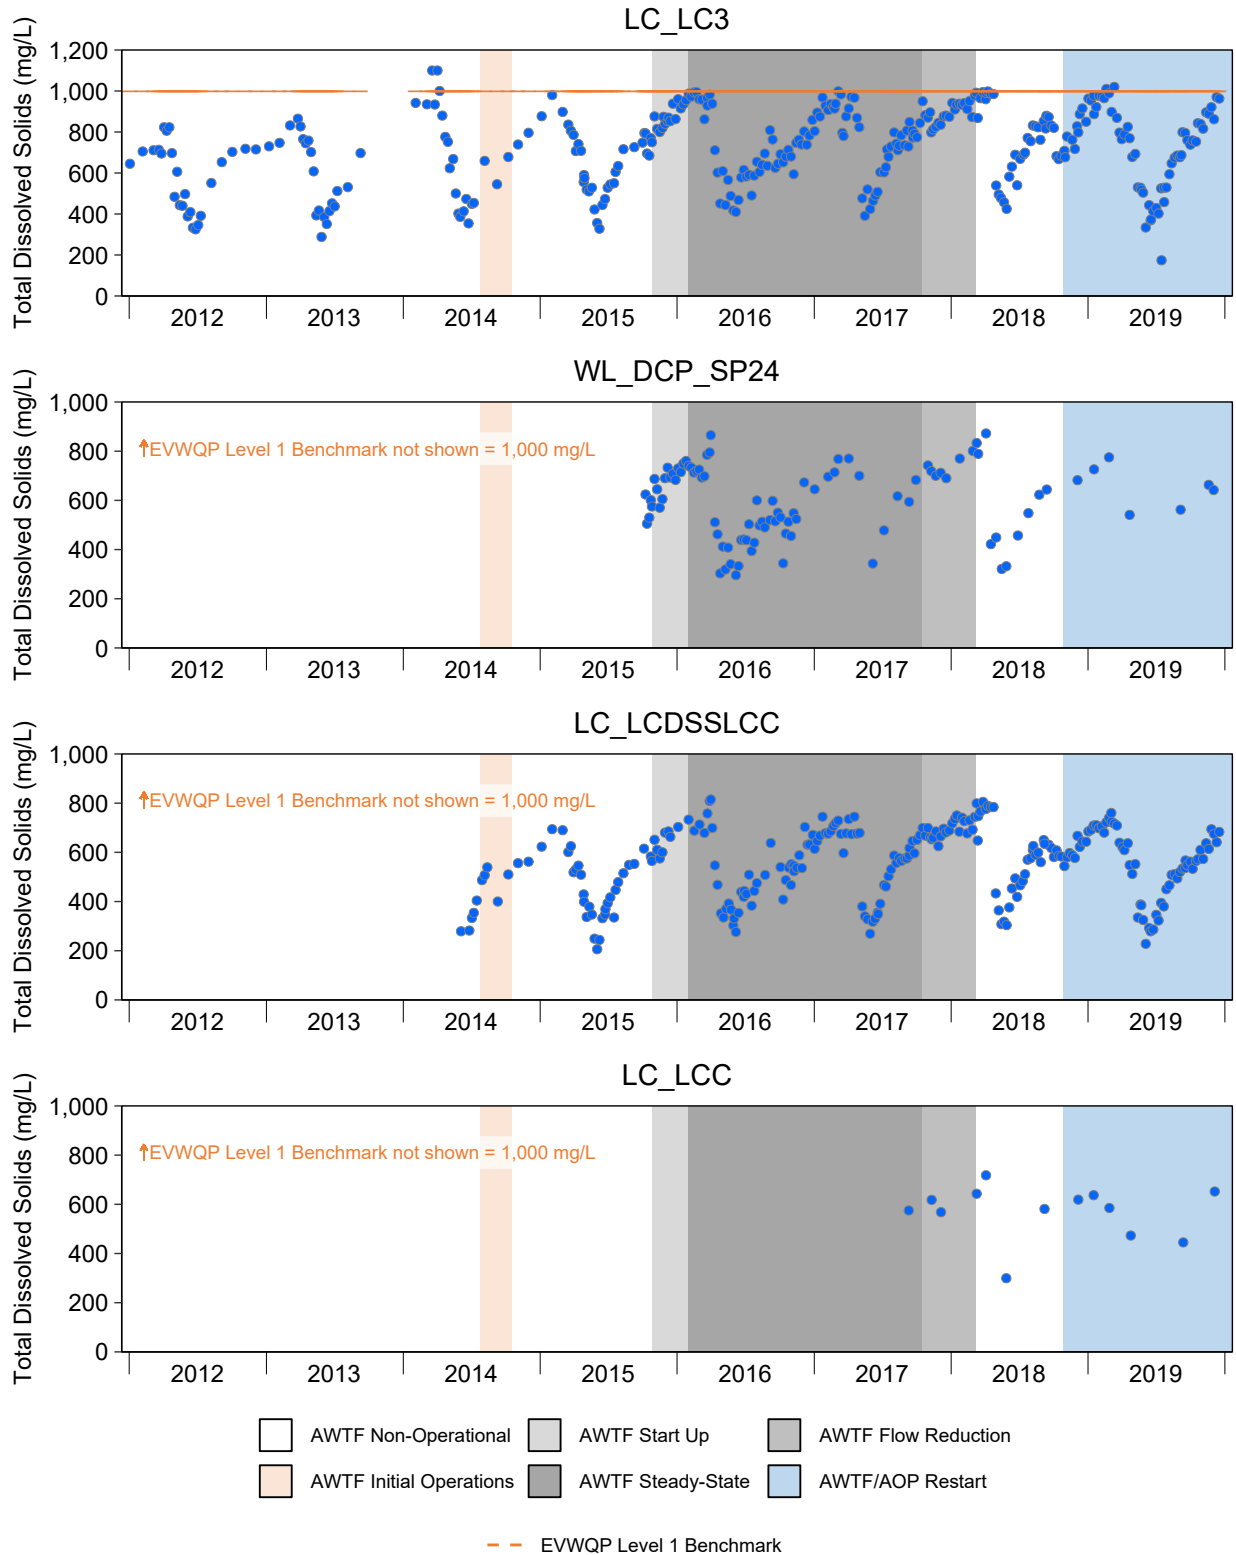 LC_LC3
Total Dissolved Solids (mg/L)
1,200
1,000
800
600
400
200
0
2012 2013 2014 2015 2016 2017 2018 2019
WL_DCP_SP24
Total Dissolved Solids (mg/L)
1,000
800
600
400
200
0
EVWQP Level 1 Benchmark not shown = 1,000 mg/L
2012 2013 2014 2015 2016 2017 2018 2019
LC_LCDSSLCC
Total Dissolved Solids (mg/L)
1,000
800
600
400
200
0
EVWQP Level 1 Benchmark not shown = 1,000 mg/L
2012 2013 2014 2015 2016 2017 2018 2019
LC_LCC
Total Dissolved Solids (mg/L)
1,000
800
600
400
200
0
EVWQP Level 1 Benchmark not shown = 1,000 mg/L
2012 2013 2014 2015 2016 2017 2018 2019
AWTF Non-Operational AWTF Start Up AWTF Flow Reduction
AWTF Initial Operations AWTF Steady-State AWTF/AOP Restart
EVWQP Level 1 Benchmark